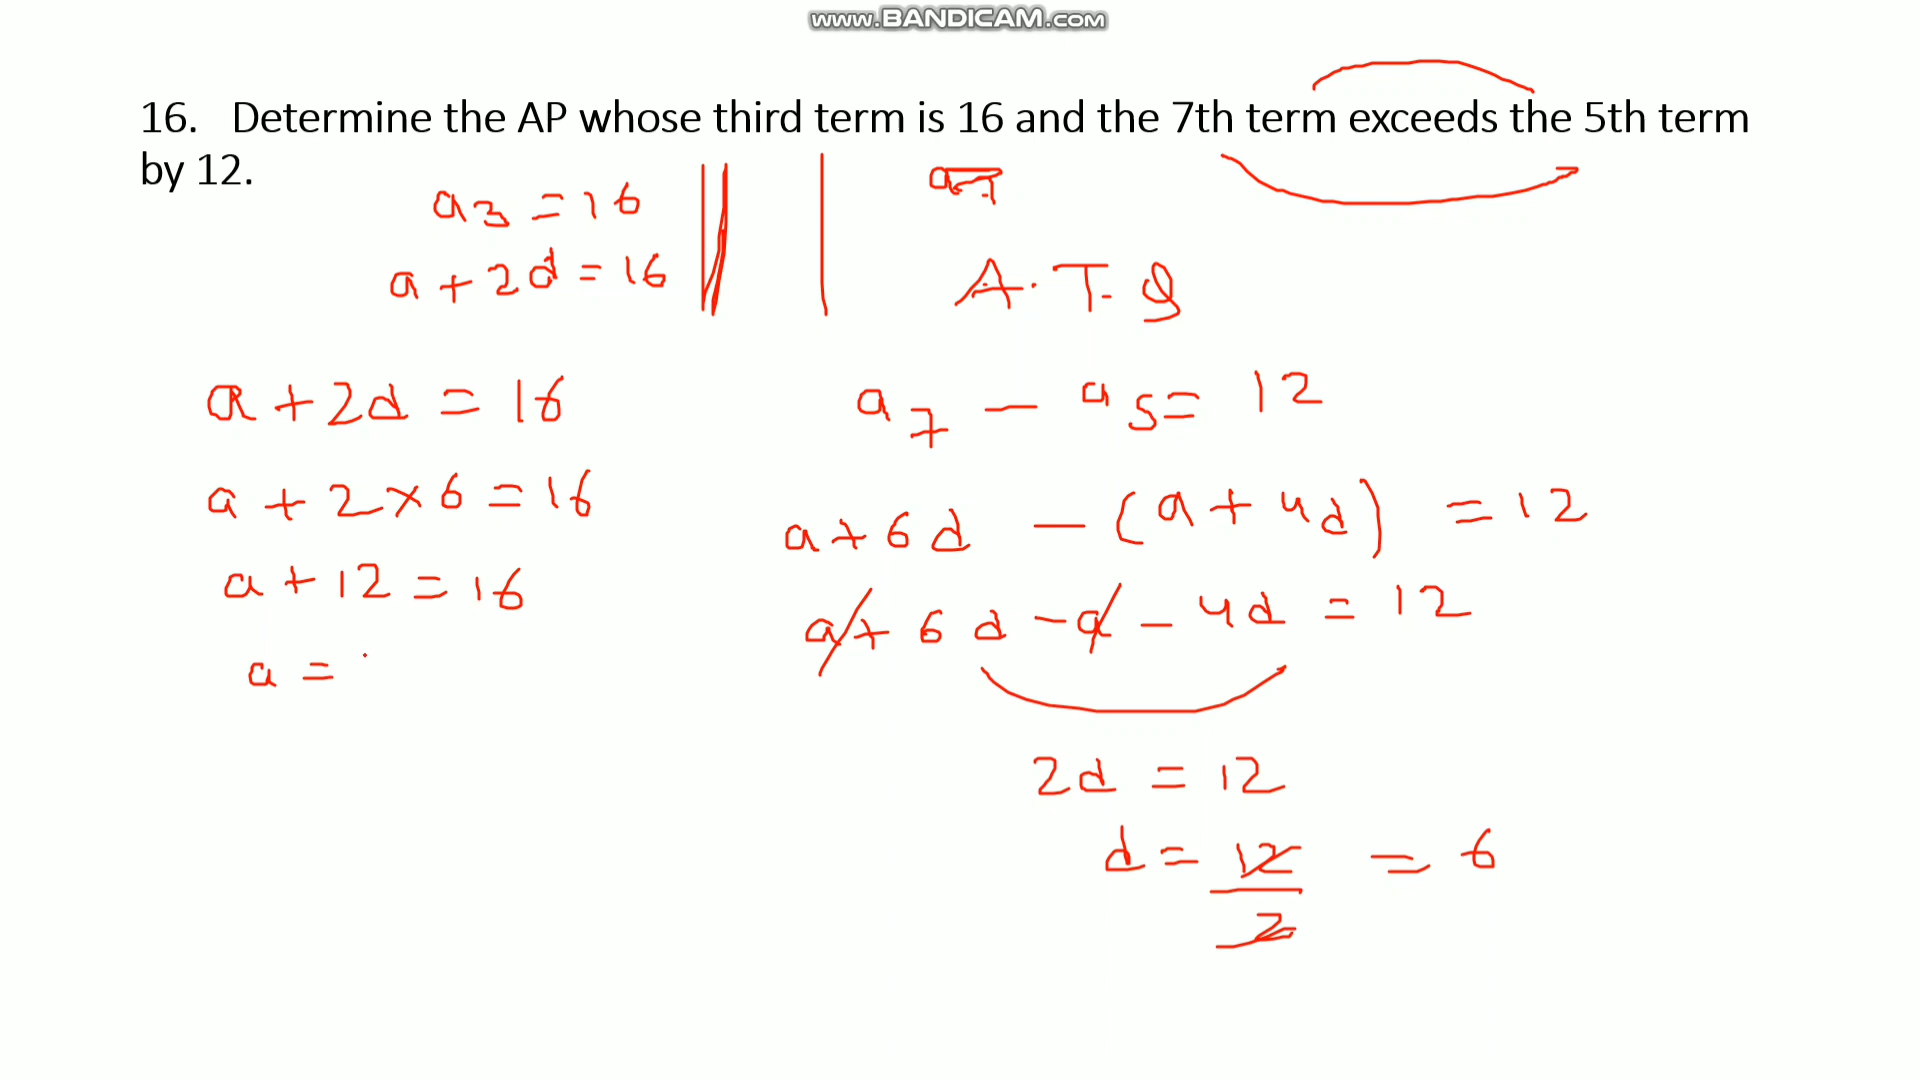 www.BANDICAM.com
16. Determine the AP whose third term is 16 and the 7th term exceeds the 5th term
by 12.
a3 = 16
a + 2d = 16
A.T.Q
a + 2d = 16
a + 2 × 6 = 16
a + 12 = 16
a =
a7 - a5 = 12
a + 6d - (a + 4d) = 12
a + 6d - a - 4d = 12
2d = 12
d = 12/2 = 6